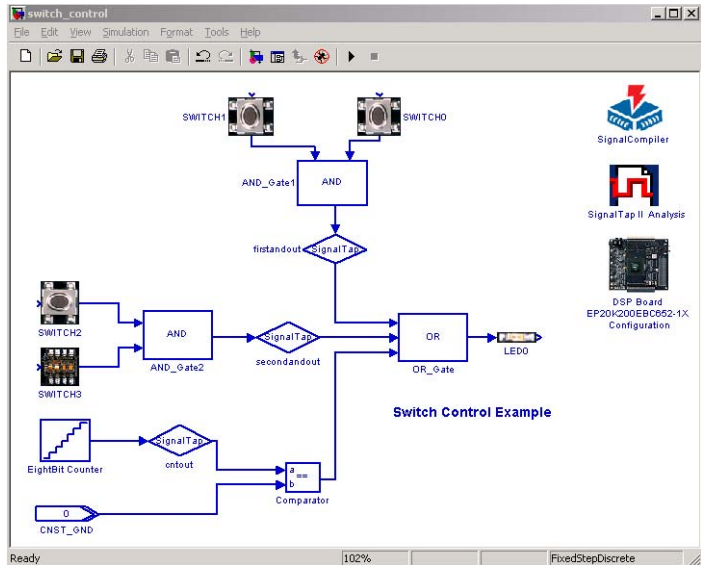 switch_control
File Edit View Simulation Format Tools Help
SWITCH1
SWITCH0
SignalCompiler
AND_Gate1
AND
SignalTap II Analysis
firstandout
SignalTap
DSP Board
EP20K200EBC652-1X
Configuration
SWITCH2
AND
AND_Gate2
SignalTap
secondandout
OR
OR_Gate
LED0
SWITCH3
Switch Control Example
EightBit Counter
SignalTap
cntout
a
==
b
Comparator
0
CNST_GND
Ready
102%
FixedStepDiscrete